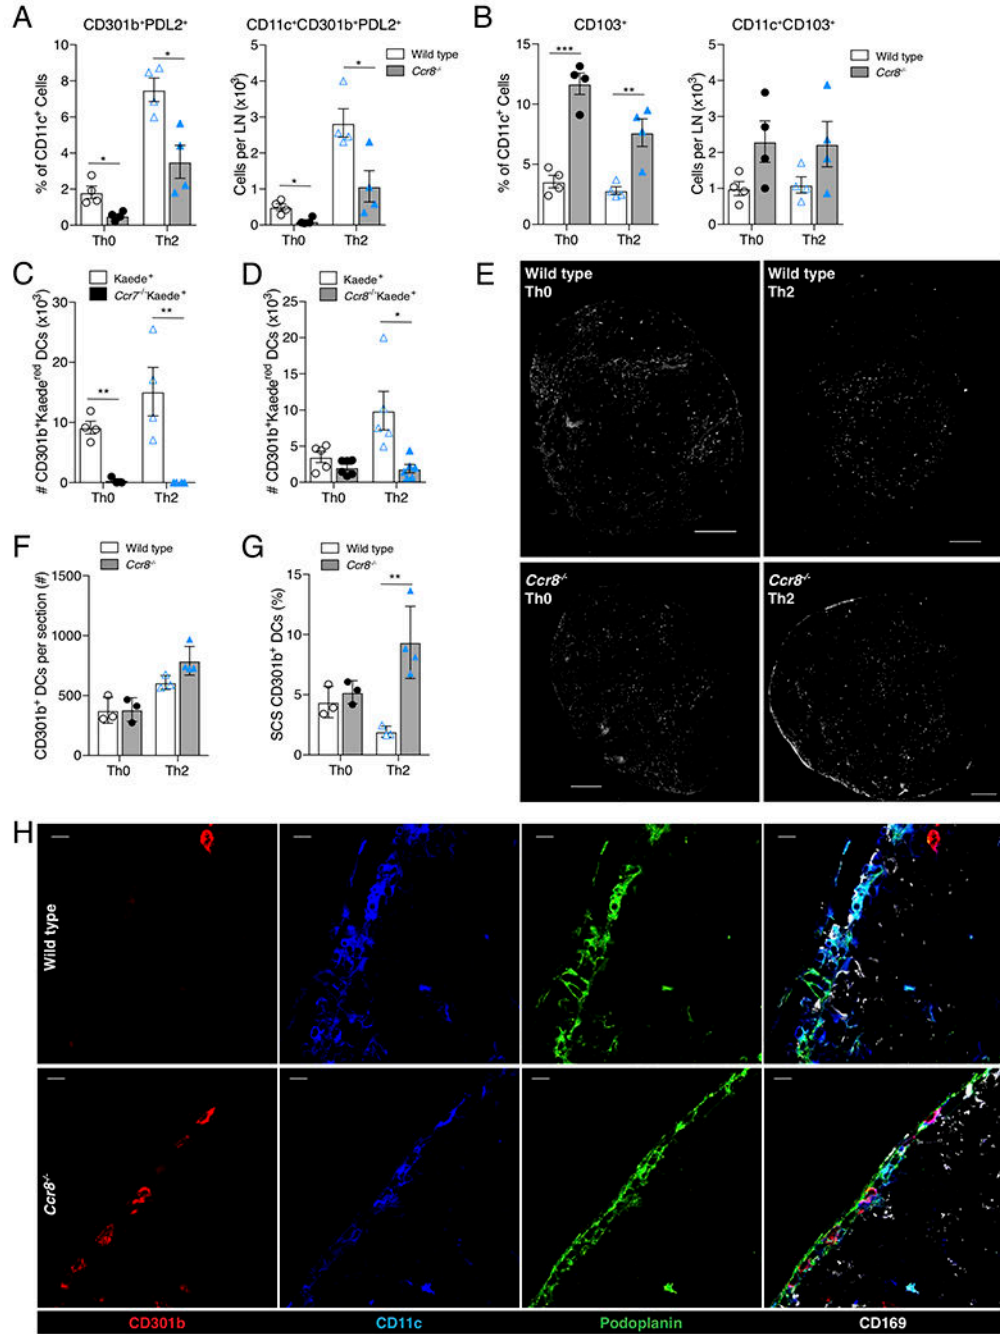 A
CD301b⁺PDL2⁺
% of CD11c⁺ Cells
10
8
6
4
2
0
*
*
Th0
Th2
CD11c⁺CD301b⁺PDL2⁺
Cells per LN (x10³)
5
4
3
2
1
0
*
*
Th0
Th2
Wild type
Ccr8⁻/⁻
B
CD103⁺
% of CD11c⁺ Cells
15
10
5
0
***
**
Th0
Th2
CD11c⁺CD103⁺
Cells per LN (x10³)
5
4
3
2
1
0
Th0
Th2
Wild type
Ccr8⁻/⁻
C
Kaede⁺
Ccr7⁻/⁻Kaede⁺
# CD301b⁺Kaedeʳᵉᵈ DCs (x10³)
30
20
10
0
**
**
Th0
Th2
D
Kaede⁺
Ccr8⁻/⁻Kaede⁺
# CD301b⁺Kaedeʳᵉᵈ DCs (x10³)
25
20
15
10
5
0
*
Th0
Th2
E
Wild type
Th0
Wild type
Th2
Ccr8⁻/⁻
Th0
Ccr8⁻/⁻
Th2
F
Wild type
Ccr8⁻/⁻
CD301b⁺ DCs per section (#)
1500
1000
500
0
Th0
Th2
G
Wild type
Ccr8⁻/⁻
SCS CD301b⁺ DCs (%)
15
10
5
0
**
Th0
Th2
H
Wild type
Ccr8⁻/⁻
CD301b
CD11c
Podoplanin
CD169